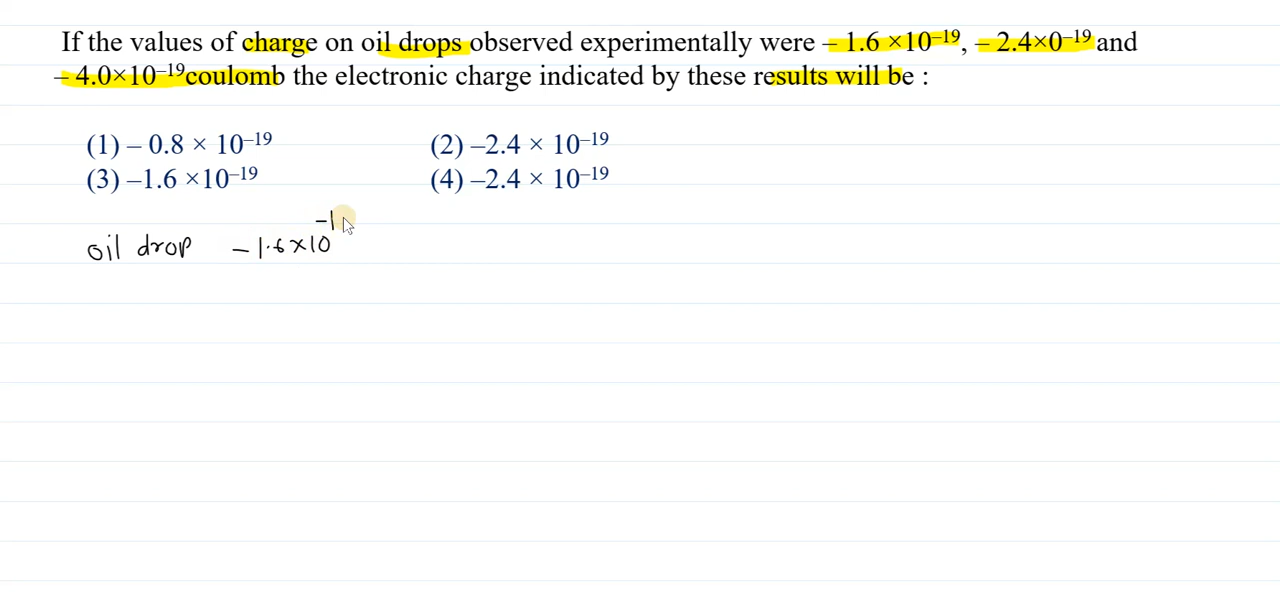 If the values of charge on oil drops observed experimentally were – 1.6 ×10⁻¹⁹, – 2.4×0⁻¹⁹ and
– 4.0×10⁻¹⁹coulomb the electronic charge indicated by these results will be :
(1) – 0.8 × 10⁻¹⁹ (2) –2.4 × 10⁻¹⁹
(3) –1.6 ×10⁻¹⁹ (4) –2.4 × 10⁻¹⁹
oil drop – 1.6×10⁻¹